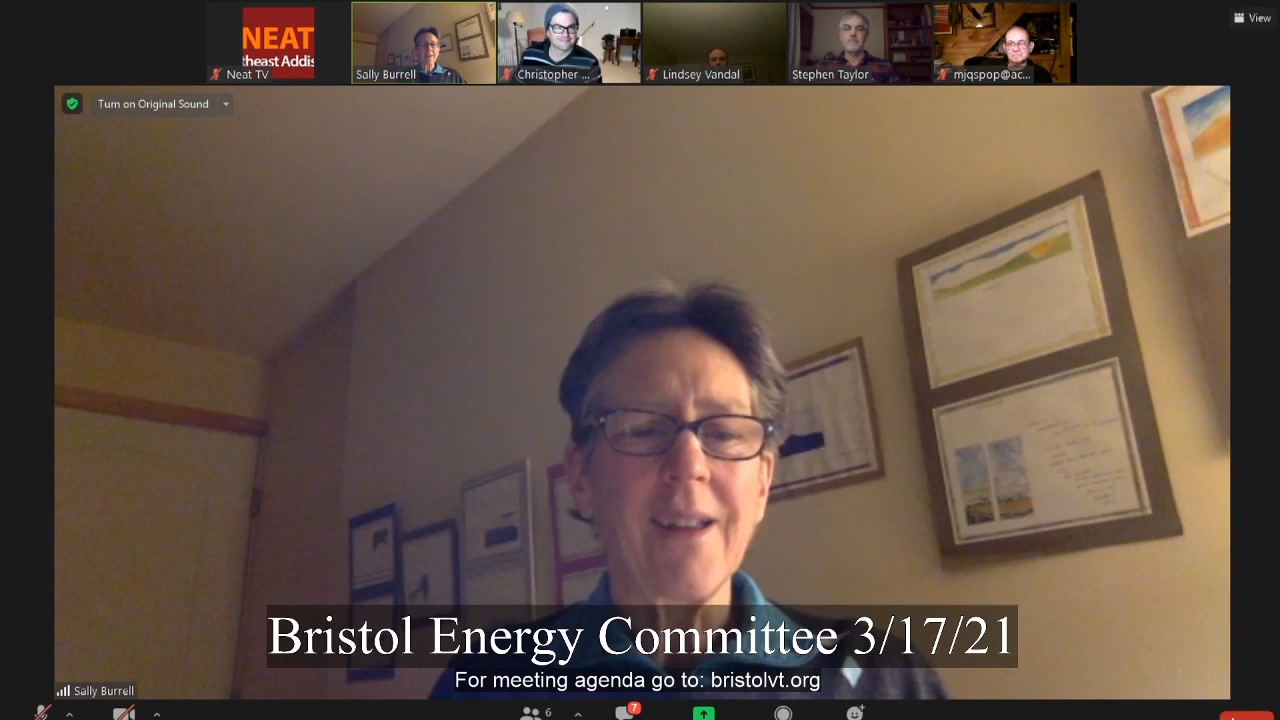 NEAT
theast Addis
Neat TV
Sally Burrell
Christopher ...
Lindsey Vandal
Stephen Taylor
mjqspop@ac...
View
Turn on Original Sound
Bristol Energy Committee 3/17/21
For meeting agenda go to: bristolvt.org
Sally Burrell
6
7